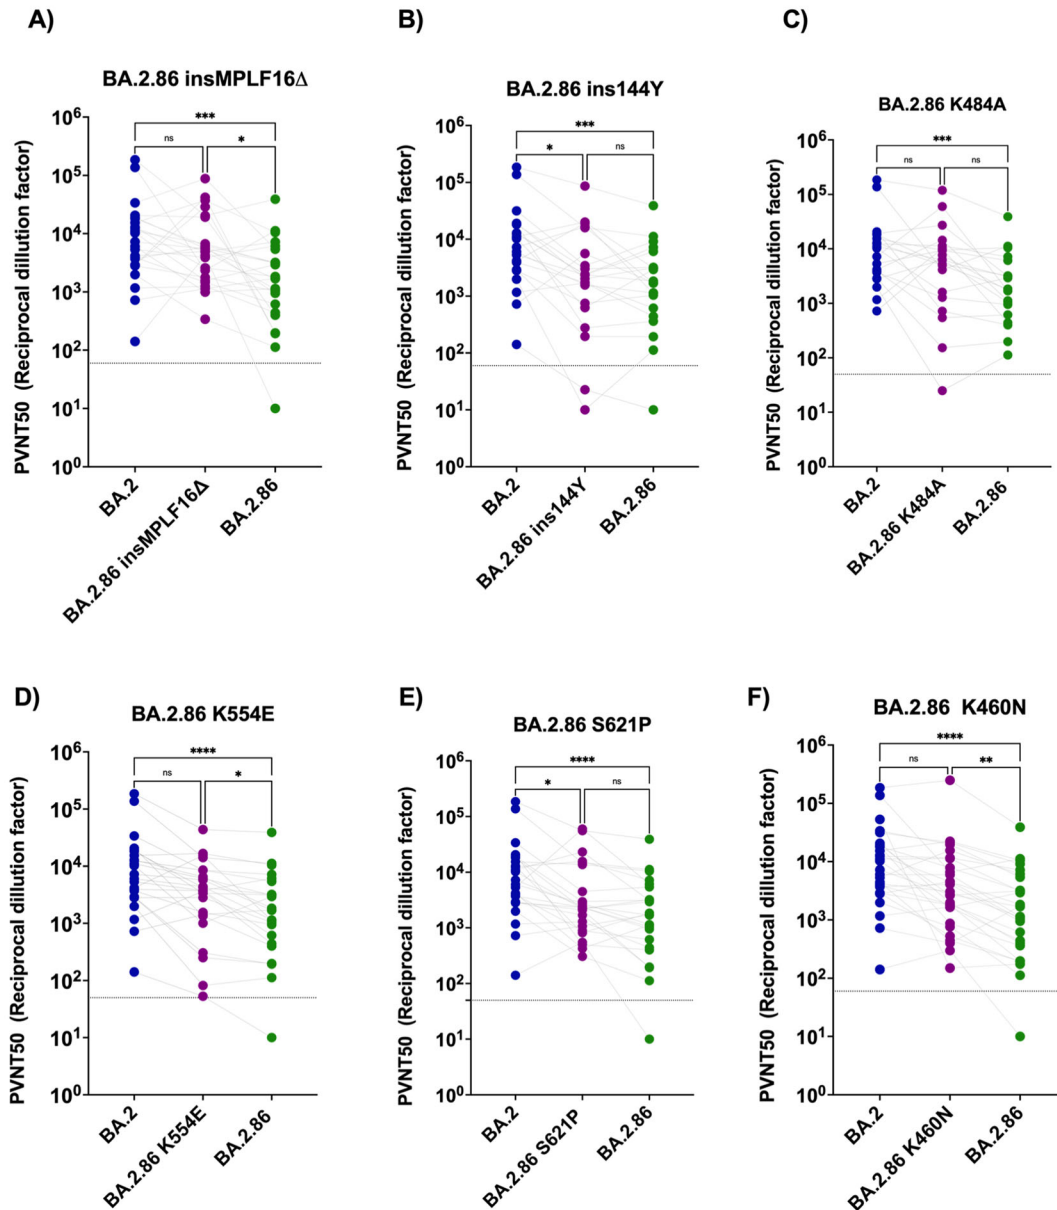 A)
BA.2.86 insMPLF16Δ
***
ns
*
PVNT50 (Reciprocal dillution factor)
10⁶
10⁵
10⁴
10³
10²
10¹
10⁰
BA.2
BA.2.86 insMPLF16Δ
BA.2.86
B)
BA.2.86 ins144Y
***
*
ns
PVNT50 (Reciprocal dillution factor)
10⁶
10⁵
10⁴
10³
10²
10¹
10⁰
BA.2
BA.2.86 ins144Y
BA.2.86
C)
BA.2.86 K484A
***
ns
ns
PVNT50 (Reciprocal dillution factor)
10⁶
10⁵
10⁴
10³
10²
10¹
10⁰
BA.2
BA.2.86 K484A
BA.2.86
D)
BA.2.86 K554E
****
ns
*
PVNT50 (Reciprocal dillution factor)
10⁶
10⁵
10⁴
10³
10²
10¹
10⁰
BA.2
BA.2.86 K554E
BA.2.86
E)
BA.2.86 S621P
****
*
ns
PVNT50 (Reciprocal dillution factor)
10⁶
10⁵
10⁴
10³
10²
10¹
10⁰
BA.2
BA.2.86 S621P
BA.2.86
F)
BA.2.86 K460N
****
ns
**
PVNT50 (Reciprocal dillution factor)
10⁶
10⁵
10⁴
10³
10²
10¹
10⁰
BA.2
BA.2.86 K460N
BA.2.86